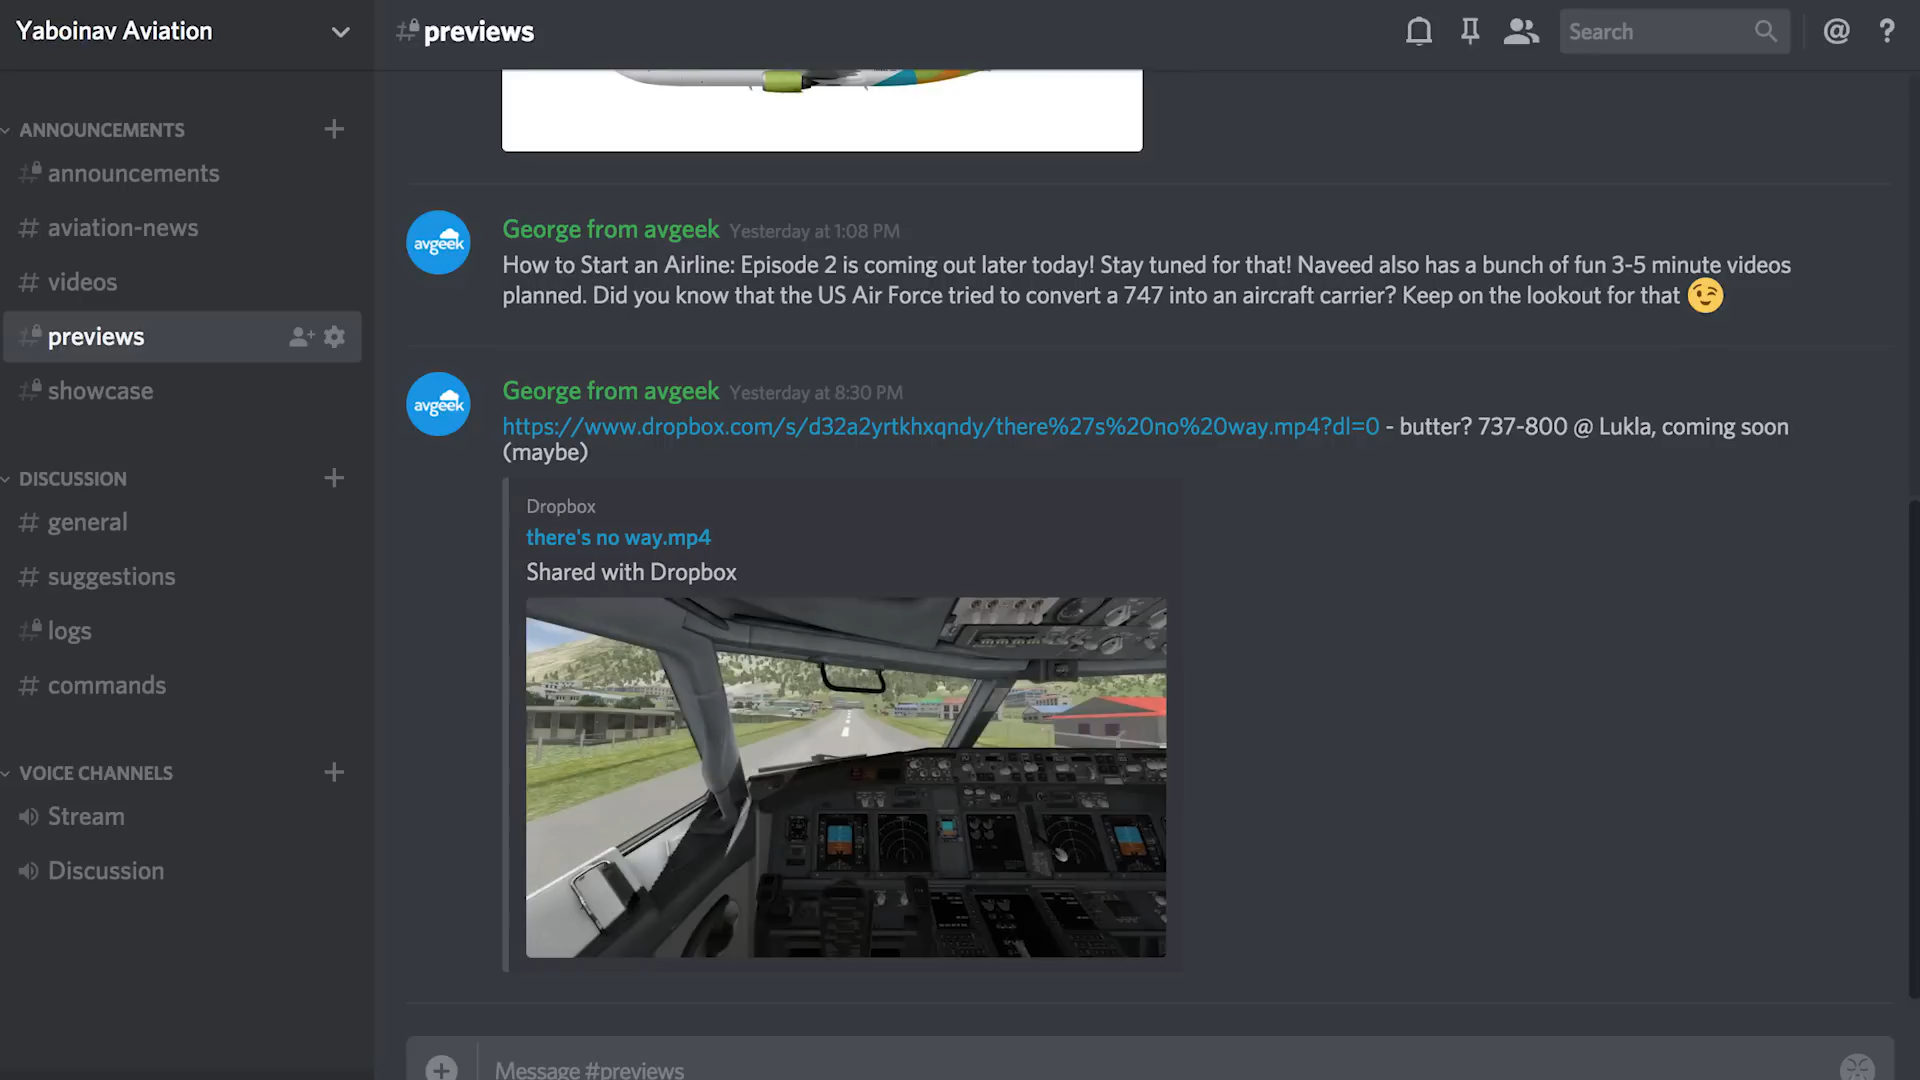 Yaboinav Aviation
ANNOUNCEMENTS
announcements
# aviation-news
# videos
previews
showcase
DISCUSSION
# general
# suggestions
logs
# commands
VOICE CHANNELS
Stream
Discussion
previews
Search
@ ?
avgeek
George from avgeek Yesterday at 1:08 PM
How to Start an Airline: Episode 2 is coming out later today! Stay tuned for that! Naveed also has a bunch of fun 3-5 minute videos
planned. Did you know that the US Air Force tried to convert a 747 into an aircraft carrier? Keep on the lookout for that 😉
avgeek
George from avgeek Yesterday at 8:30 PM
https://www.dropbox.com/s/d32a2yrtkhxqndy/there%27s%20no%20way.mp4?dl=0 - butter? 737-800 @ Lukla, coming soon
(maybe)
Dropbox
there's no way.mp4
Shared with Dropbox
Message #previews